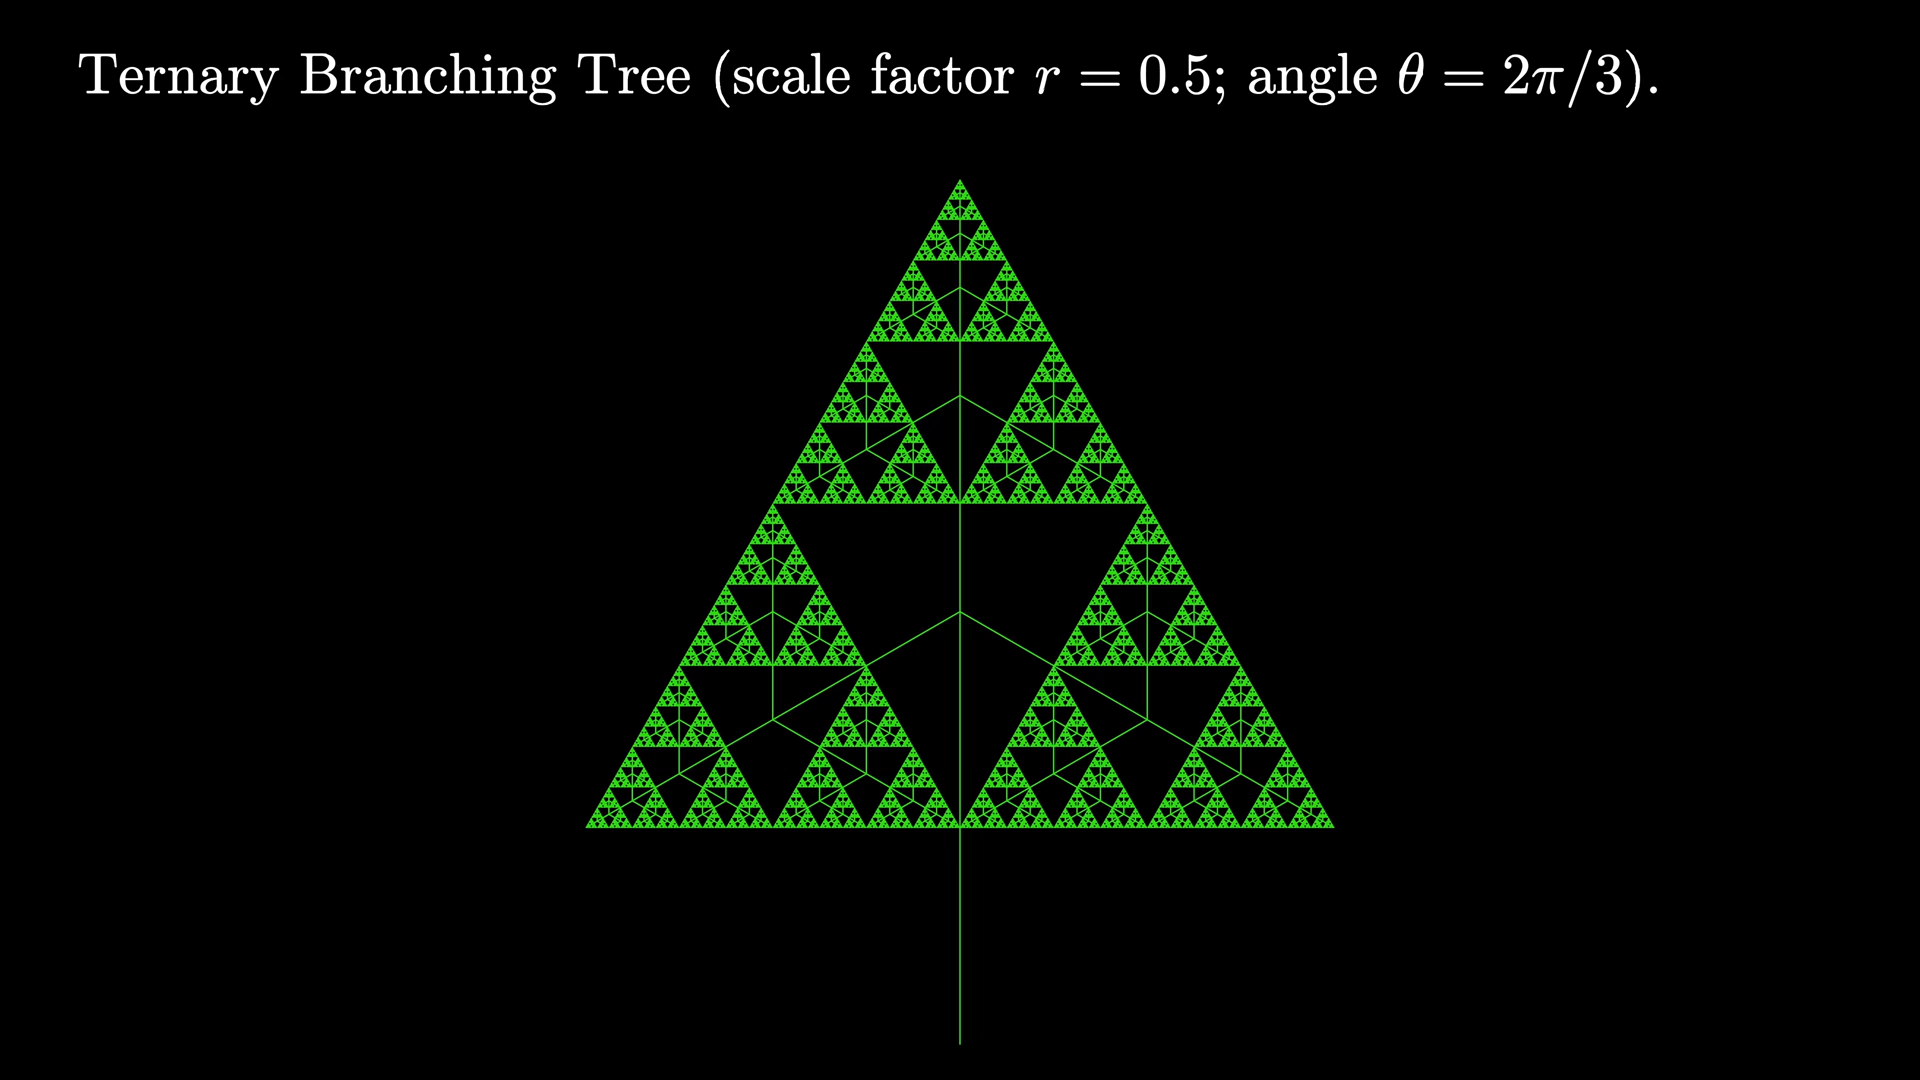 Ternary Branching Tree (scale factor r = 0.5; angle θ = 2π/3).